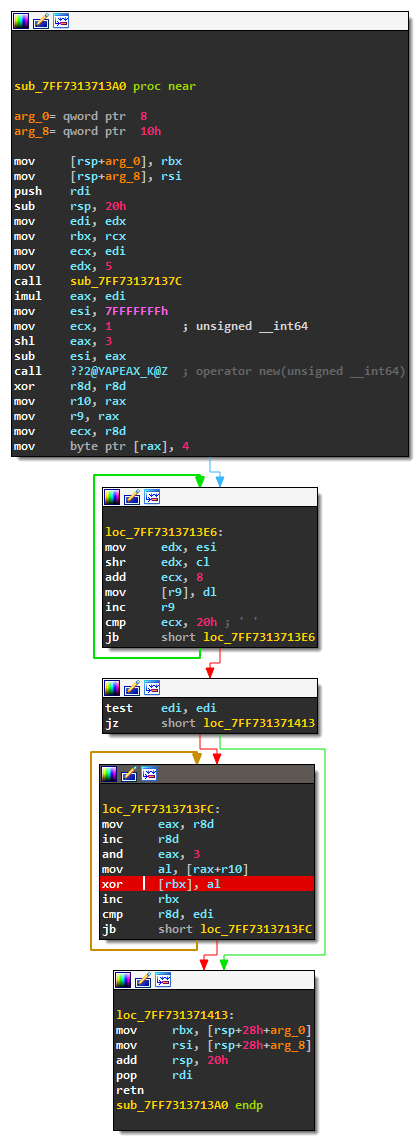 sub_7FF7313713A0 proc near
arg_0= qword ptr  8
arg_8= qword ptr  10h
mov     [rsp+arg_0], rbx
mov     [rsp+arg_8], rsi
push    rdi
sub     rsp, 20h
mov     edi, edx
mov     rbx, rcx
mov     ecx, edi
mov     edx, 5
call    sub_7FF73137137C
imul    eax, edi
mov     esi, 7FFFFFFFh
mov     ecx, 1          ; unsigned __int64
shl     eax, 3
sub     esi, eax
call    ??2@YAPEAX_K@Z  ; operator new(unsigned __int64)
xor     r8d, r8d
mov     r10, rax
mov     r9, rax
mov     ecx, r8d
mov     byte ptr [rax], 4
loc_7FF7313713E6:
mov     edx, esi
shr     edx, cl
add     ecx, 8
mov     [r9], dl
inc     r9
cmp     ecx, 20h ; ' '
jb      short loc_7FF7313713E6
test    edi, edi
jz      short loc_7FF731371413
loc_7FF7313713FC:
mov     eax, r8d
inc     r8d
and     eax, 3
mov     al, [rax+r10]
xor     [rbx], al
inc     rbx
cmp     r8d, edi
jb      short loc_7FF7313713FC
loc_7FF731371413:
mov     rbx, [rsp+28h+arg_0]
mov     rsi, [rsp+28h+arg_8]
add     rsp, 20h
pop     rdi
retn
sub_7FF7313713A0 endp